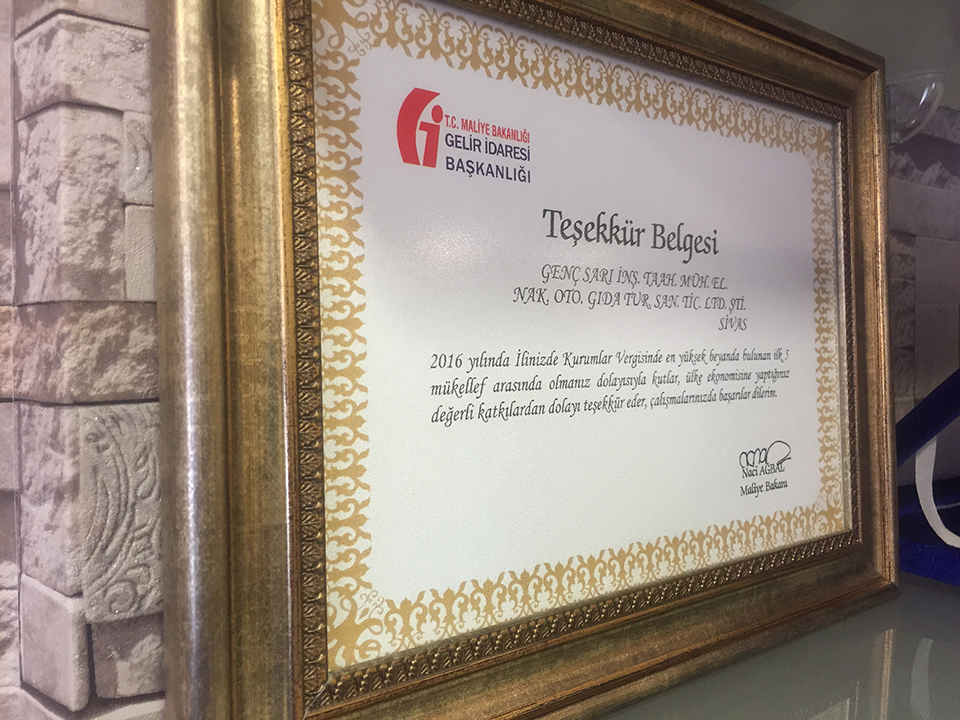 T.C. MALİYE BAKANLIĞI
GELİR İDARESİ
BAŞKANLIĞI
Teşekkür Belgesi
GENÇ SARI İNŞ. TAAH. MÜH. EL.
NAK. OTO. GIDA TUR. SAN. TİC. LTD. ŞTİ.
SİVAS
2016 yılında İlinizde Kurumlar Vergisinde en yüksek beyanda bulunan ilk 5
mükellef arasında olmanız dolayısıyla kutlar, ülke ekonomisine yaptığınız
değerli katkılardan dolayı teşekkür eder, çalışmalarınızda başarılar dilerim.
Naci AĞBAL
Maliye Bakanı